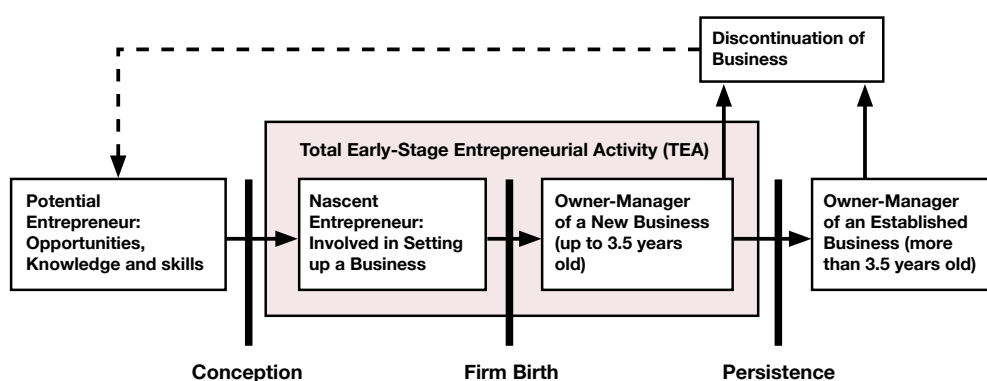 Discontinuation of
Business
Total Early-Stage Entrepreneurial Activity (TEA)
Potential
Entrepreneur:
Opportunities,
Knowledge and skills
Nascent
Entrepreneur:
Involved in Setting
up a Business
Owner-Manager
of a New Business
(up to 3.5 years
old)
Owner-Manager
of an Established
Business (more
than 3.5 years old)
Conception
Firm Birth
Persistence